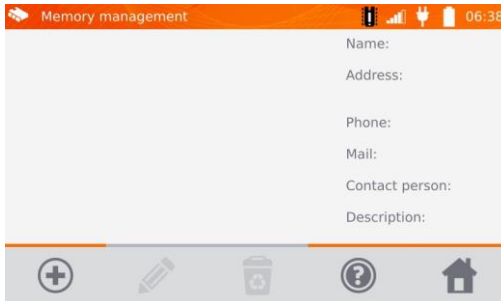 Memory management 06:38
Name:
Address:
Phone:
Mail:
Contact person:
Description: